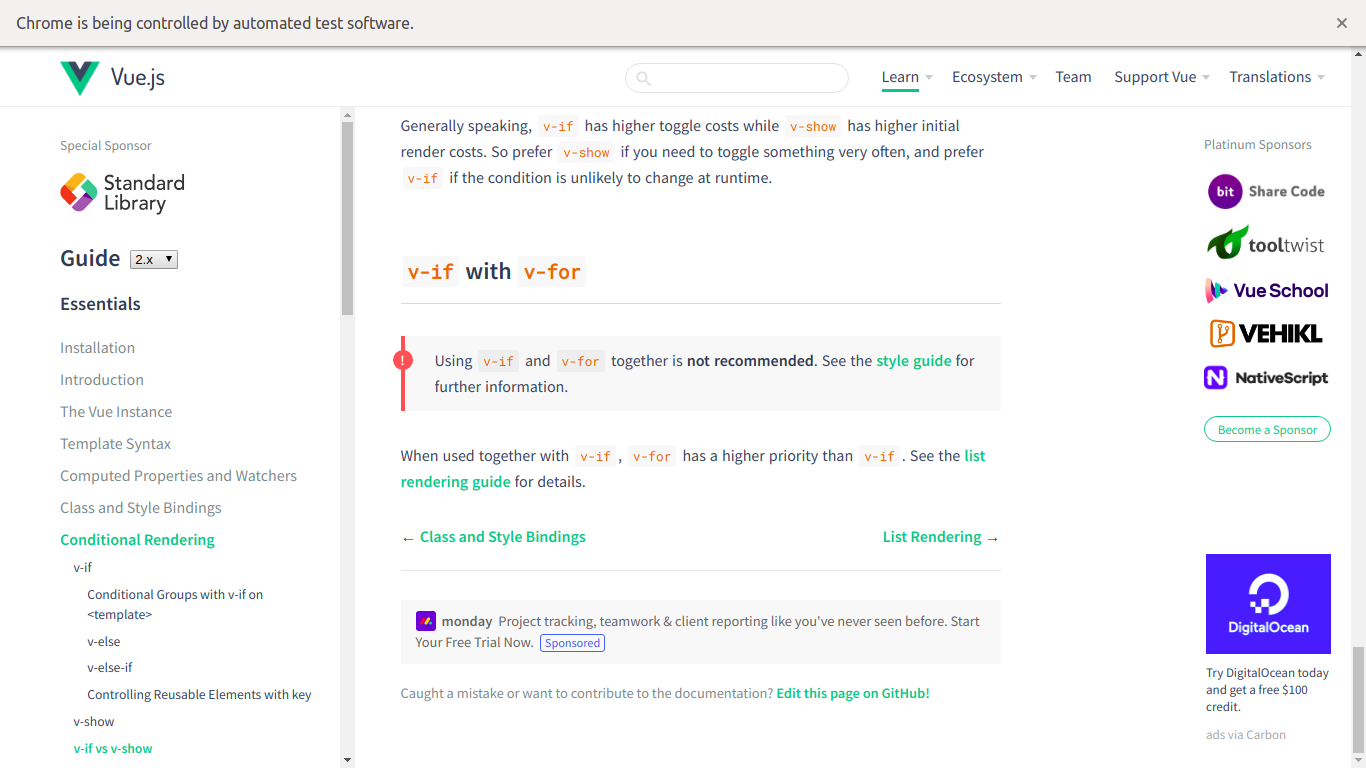 Chrome is being controlled by automated test software.
Vue.js
Learn
Ecosystem
Team
Support Vue
Translations
Special Sponsor
Standard
Library
Guide 2.x
Essentials
Installation
Introduction
The Vue Instance
Template Syntax
Computed Properties and Watchers
Class and Style Bindings
Conditional Rendering
v-if
Conditional Groups with v-if on
<template>
v-else
v-else-if
Controlling Reusable Elements with key
v-show
v-if vs v-show
Generally speaking, v-if has higher toggle costs while v-show has higher initial
render costs. So prefer v-show if you need to toggle something very often, and prefer
v-if if the condition is unlikely to change at runtime.
v-if with v-for
!
Using v-if and v-for together is not recommended. See the style guide for
further information.
When used together with v-if, v-for has a higher priority than v-if. See the list
rendering guide for details.
← Class and Style Bindings
List Rendering →
monday Project tracking, teamwork & client reporting like you've never seen before. Start
Your Free Trial Now. Sponsored
Caught a mistake or want to contribute to the documentation? Edit this page on GitHub!
Platinum Sponsors
bit Share Code
tooltwist
Vue School
VEHIKL
NativeScript
Become a Sponsor
DigitalOcean
Try DigitalOcean today
and get a free $100
credit.
ads via Carbon